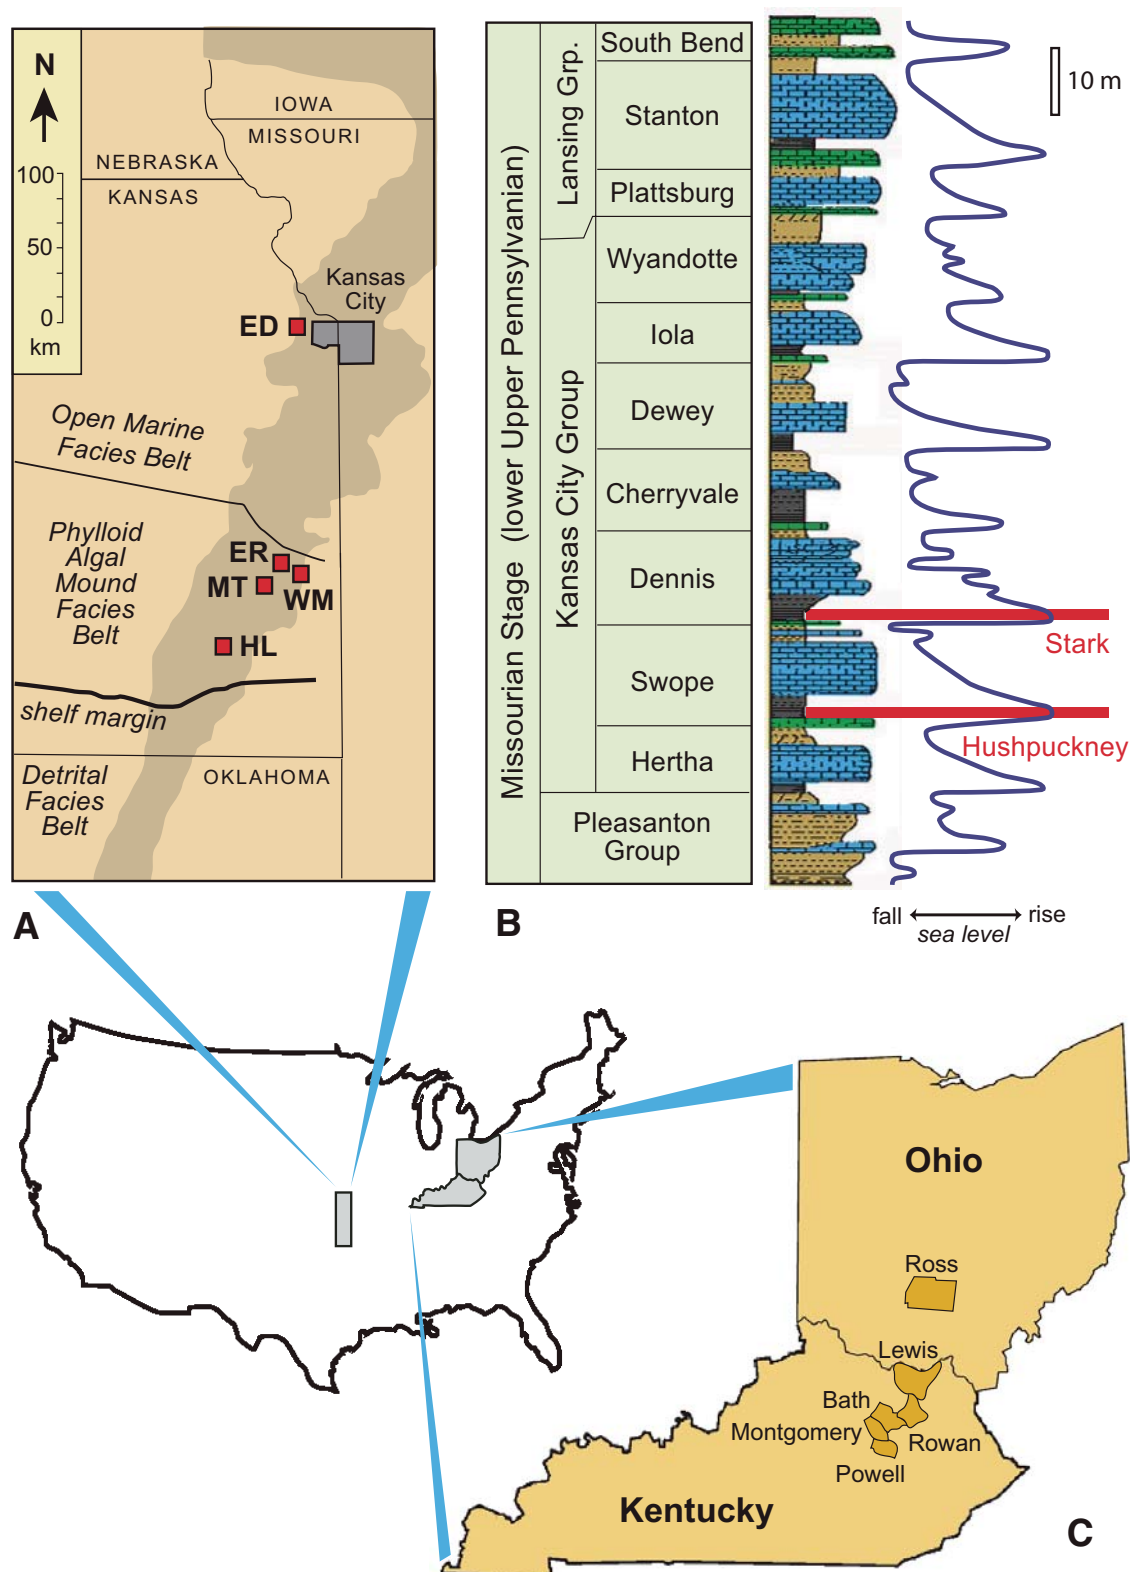 N
100
50
0
km
IOWA
MISSOURI
NEBRASKA
KANSAS
Kansas
City
ED
Open Marine
Facies Belt
Phylloid
Algal
Mound
Facies
Belt
ER
MT
WM
HL
shelf margin
Detrital
Facies
Belt
OKLAHOMA
A
Missourian Stage (lower Upper Pennsylvanian)
Lansing Grp.
Kansas City Group
South Bend
Stanton
Plattsburg
Wyandotte
Iola
Dewey
Cherryvale
Dennis
Swope
Hertha
Pleasanton
Group
10 m
Stark
Hushpuckney
fall
rise
sea level
B
Ohio
Ross
Lewis
Bath
Montgomery
Rowan
Powell
Kentucky
C